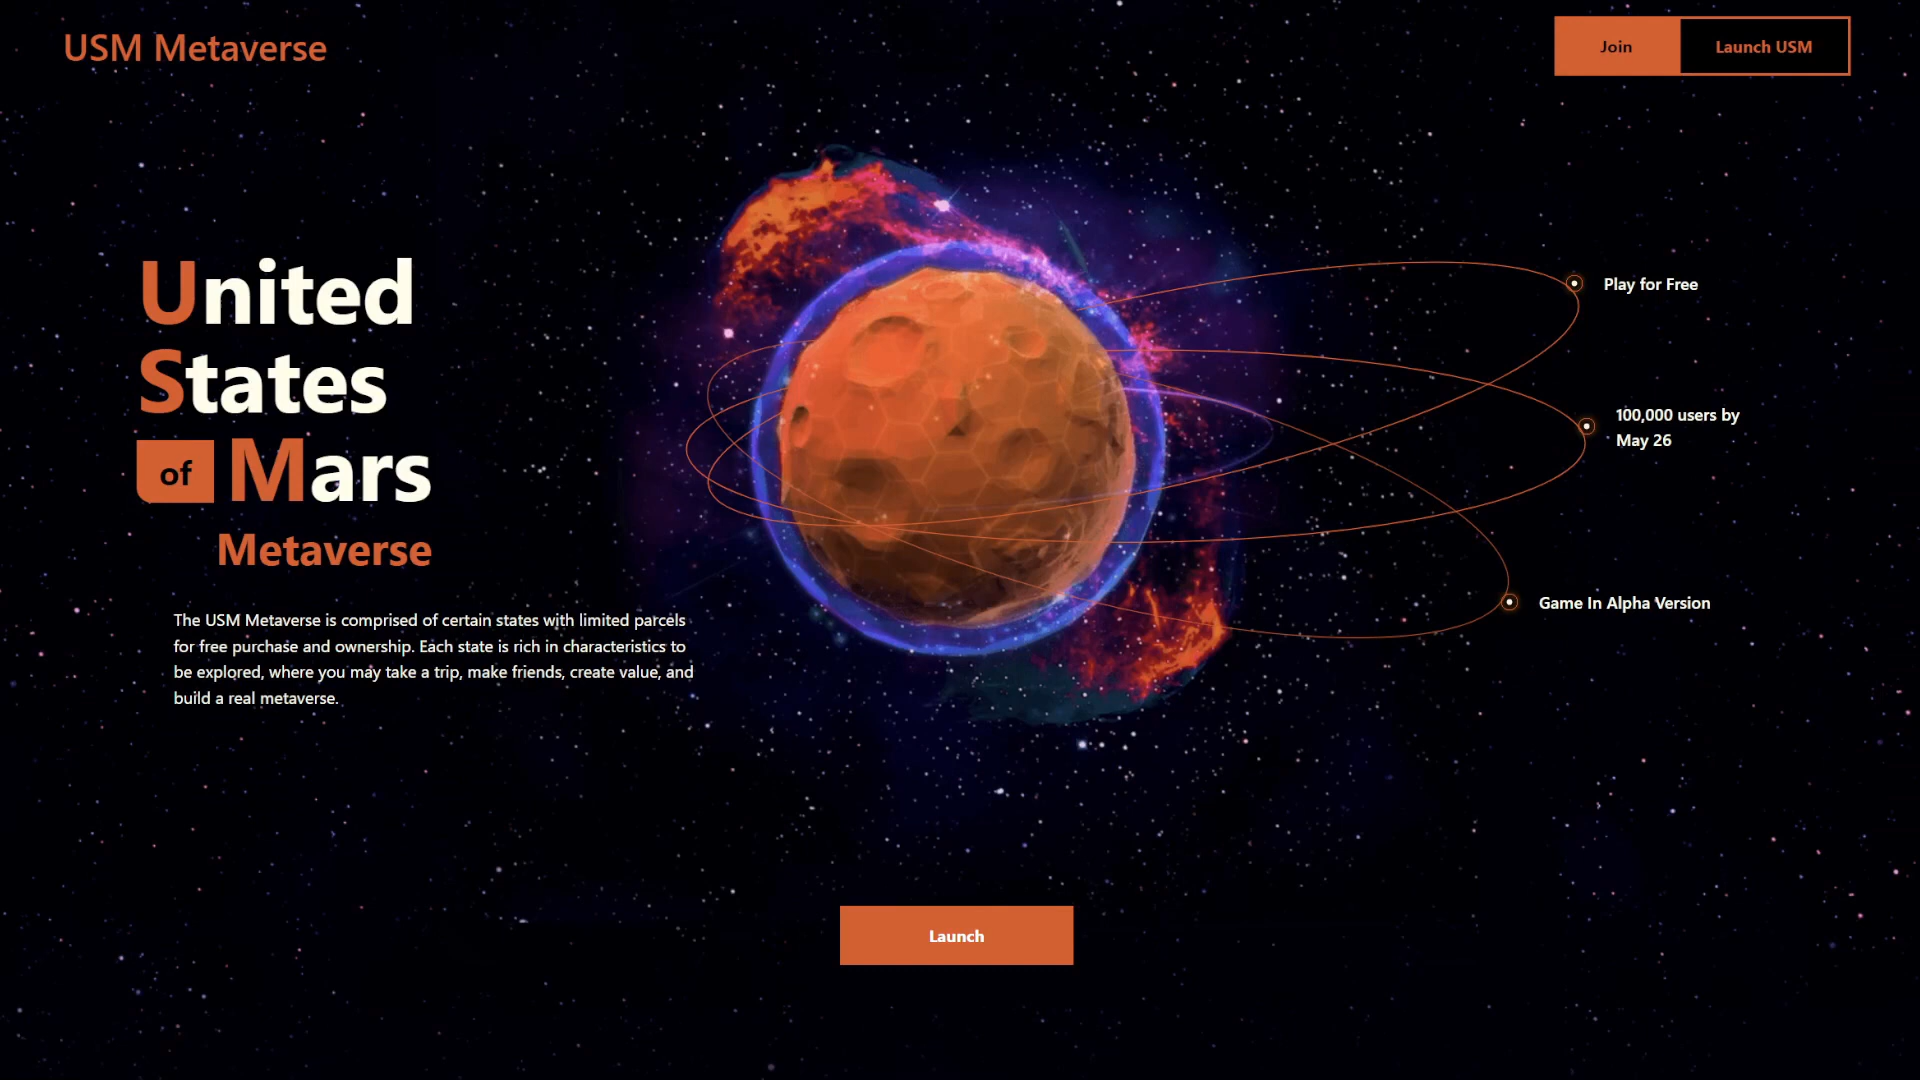 USM Metaverse
Join
Launch USM
United
States
of Mars
Metaverse
The USM Metaverse is comprised of certain states with limited parcels
for free purchase and ownership. Each state is rich in characteristics to
be explored, where you may take a trip, make friends, create value, and
build a real metaverse.
Play for Free
100,000 users by
May 26
Game In Alpha Version
Launch